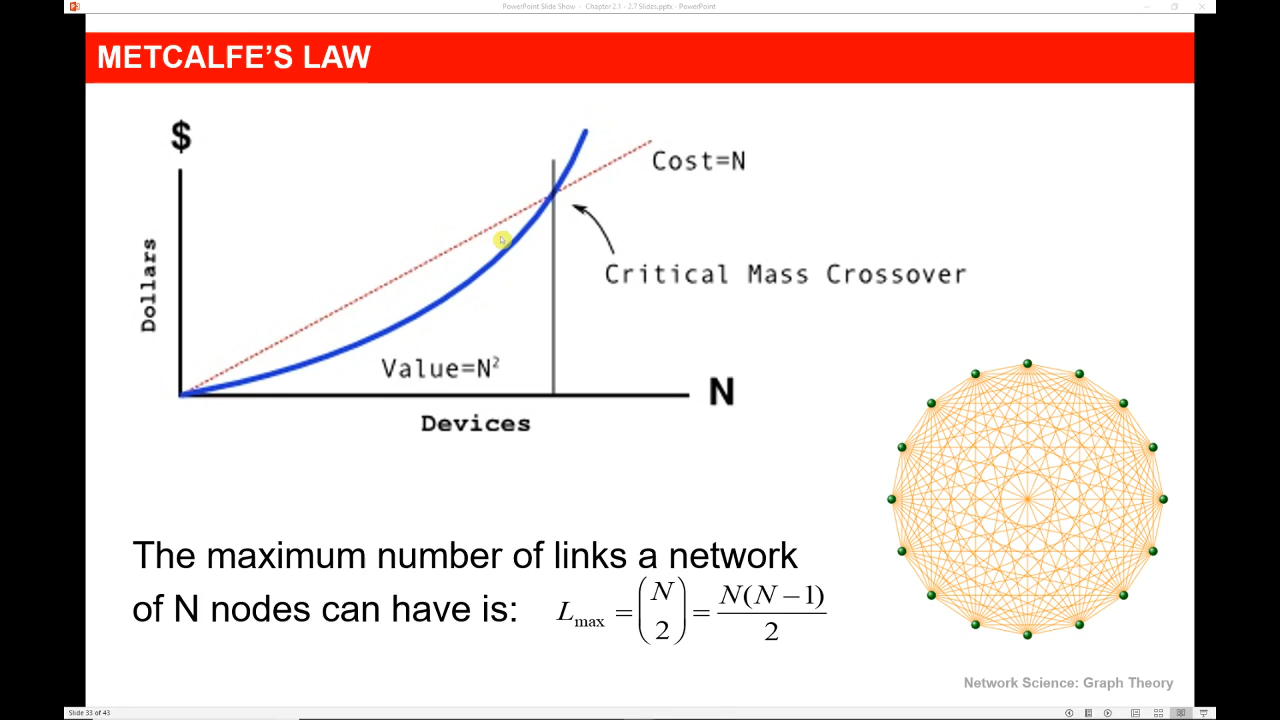 PowerPoint Slide Show - Chapter 2.1 - 2.7 Slides.pptx - PowerPoint
METCALFE'S LAW
$
Cost=N
Critical Mass Crossover
Dollars
Value=N²
N
Devices
The maximum number of links a network
of N nodes can have is: Lmax = (N 2) = N(N − 1) / 2
Network Science: Graph Theory
Slide 33 of 43